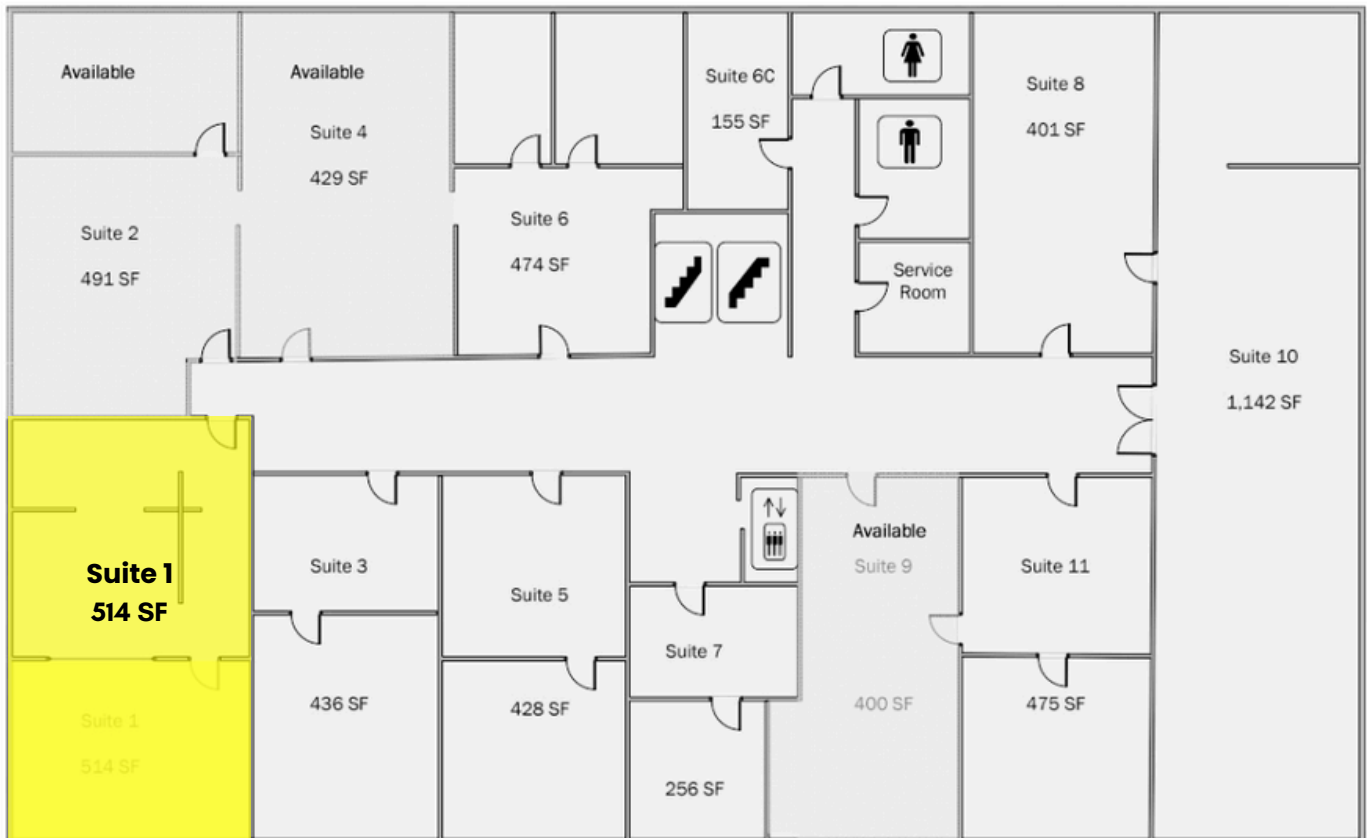 Available
Available
Suite 4
429 SF
Suite 2
491 SF
Suite 6
474 SF
Suite 6C
155 SF
Suite 8
401 SF
Service
Room
Suite 10
1,142 SF
Suite 1
514 SF
Suite 1
514 SF
Suite 3
436 SF
Suite 5
428 SF
Suite 7
256 SF
Available
Suite 9
400 SF
Suite 11
475 SF